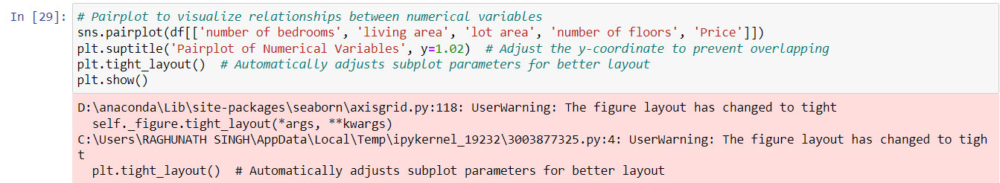 In [29]: # Pairplot to visualize relationships between numerical variables
sns.pairplot(df[['number of bedrooms', 'living area', 'lot area', 'number of floors', 'Price']])
plt.suptitle('Pairplot of Numerical Variables', y=1.02)  # Adjust the y-coordinate to prevent overlapping
plt.tight_layout()  # Automatically adjusts subplot parameters for better layout
plt.show()
D:\anaconda\Lib\site-packages\seaborn\axisgrid.py:118: UserWarning: The figure layout has changed to tight
  self._figure.tight_layout(*args, **kwargs)
C:\Users\RAGHUNATH SINGH\AppData\Local\Temp\ipykernel_19232\3003877325.py:4: UserWarning: The figure layout has changed to tigh
t
  plt.tight_layout()  # Automatically adjusts subplot parameters for better layout